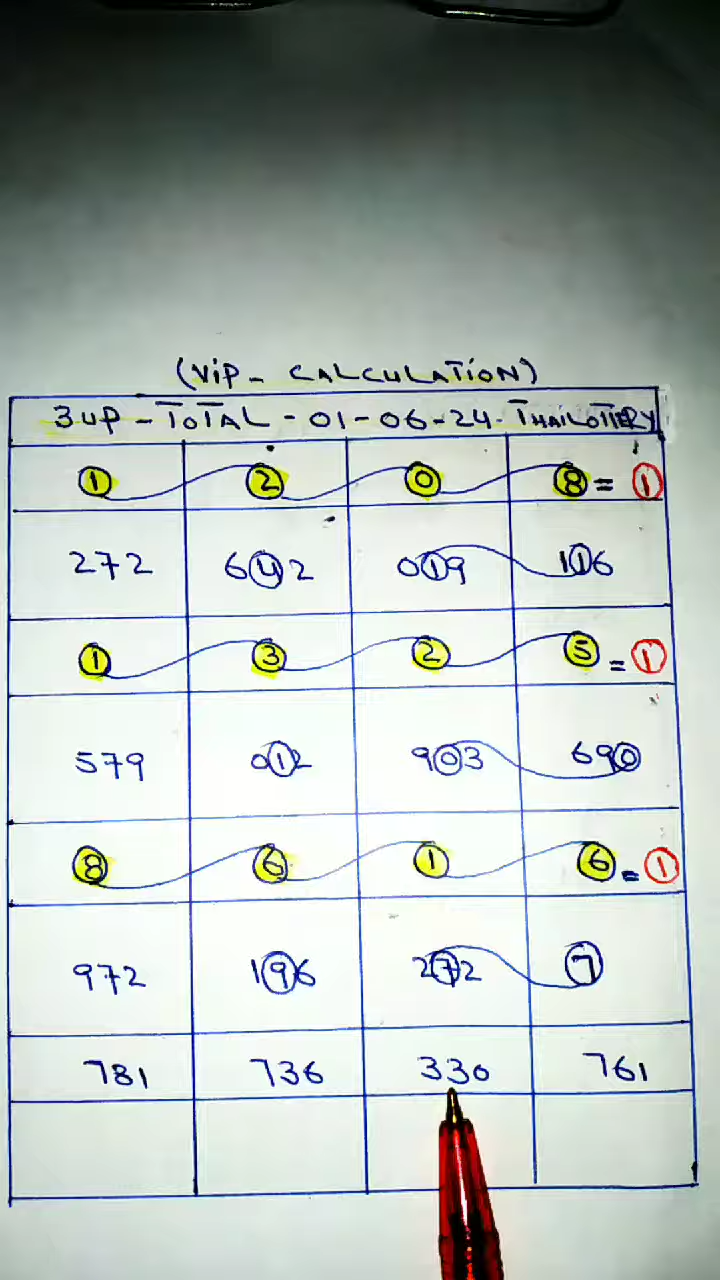 (ViP - CALCULATION)
3UP - TOTAL - 01-06-24 - THAILOTTERY
1 2 0 8 = 1
272 642 019 116
1 3 2 5 = 1
579 012 903 690
8 6 1 6 = 1
972 196 272 7
781 736 330 761